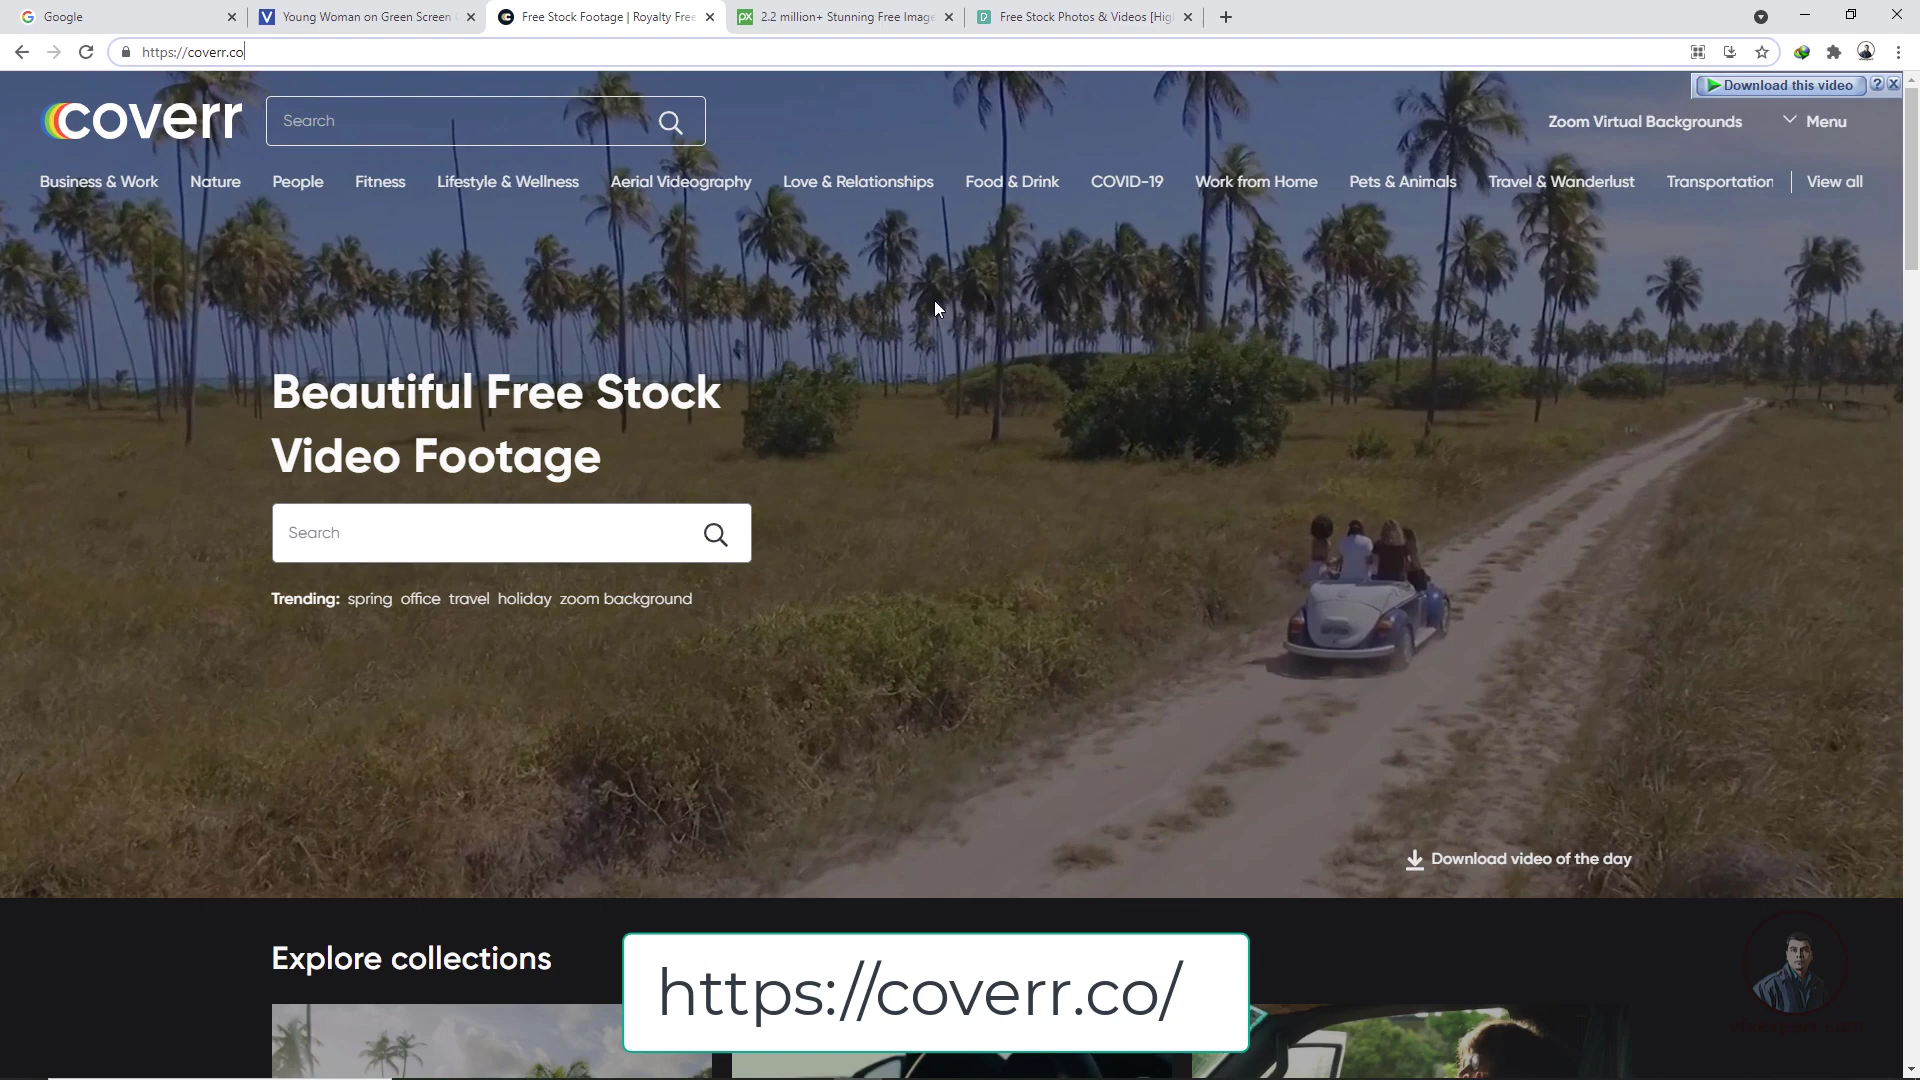 Google
Young Woman on Green Screen
Free Stock Footage | Royalty Free
2.2 million+ Stunning Free Image
Free Stock Photos & Videos [Hig
https://coverr.co
Download this video
coverr
Search
Zoom Virtual Backgrounds
Menu
Business & Work
Nature
People
Fitness
Lifestyle & Wellness
Aerial Videography
Love & Relationships
Food & Drink
COVID-19
Work from Home
Pets & Animals
Travel & Wanderlust
Transportation
View all
Beautiful Free Stock
Video Footage
Search
Trending: spring office travel holiday zoom background
Download video of the day
Explore collections
https://coverr.co/